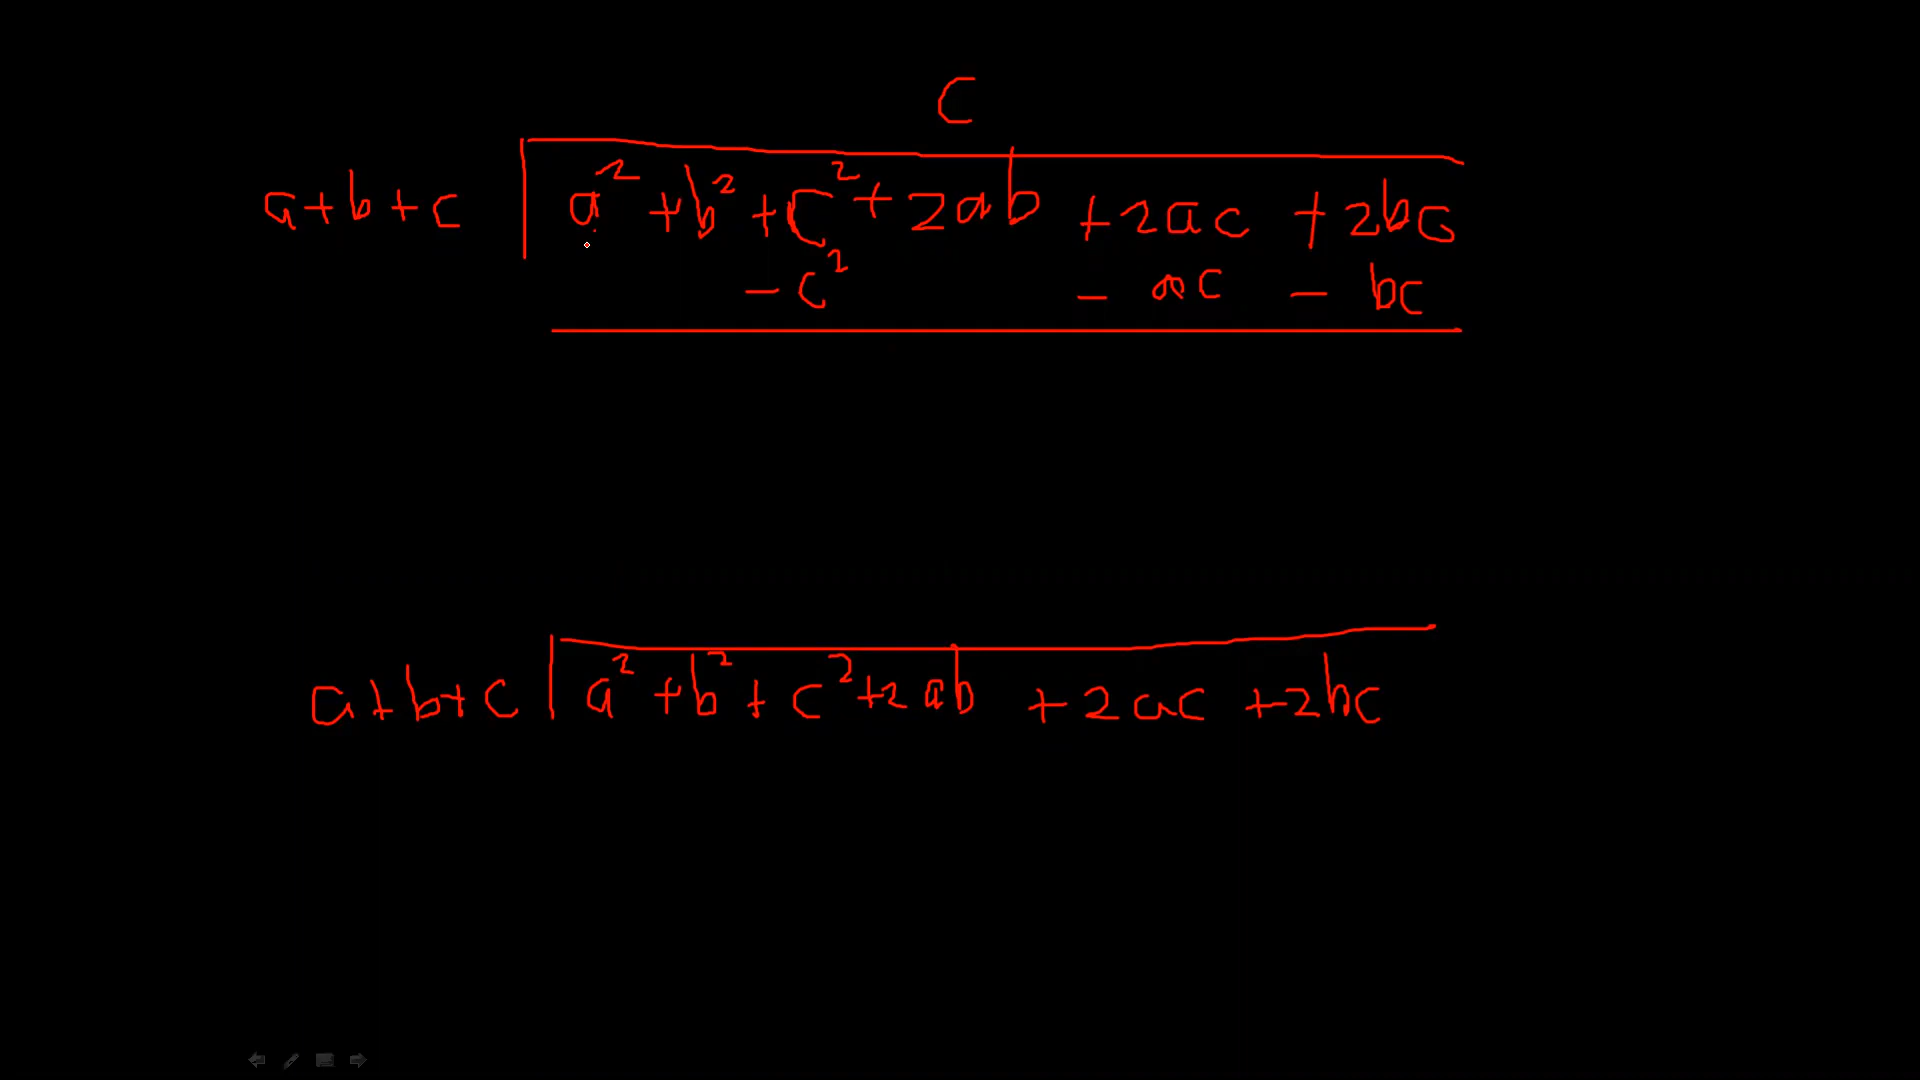 C
a+b+c a²+b²+c²+2ab+2ac+2bc
-c² - ac - bc
a+b+c a²+b²+c²+2ab+2ac+2bc